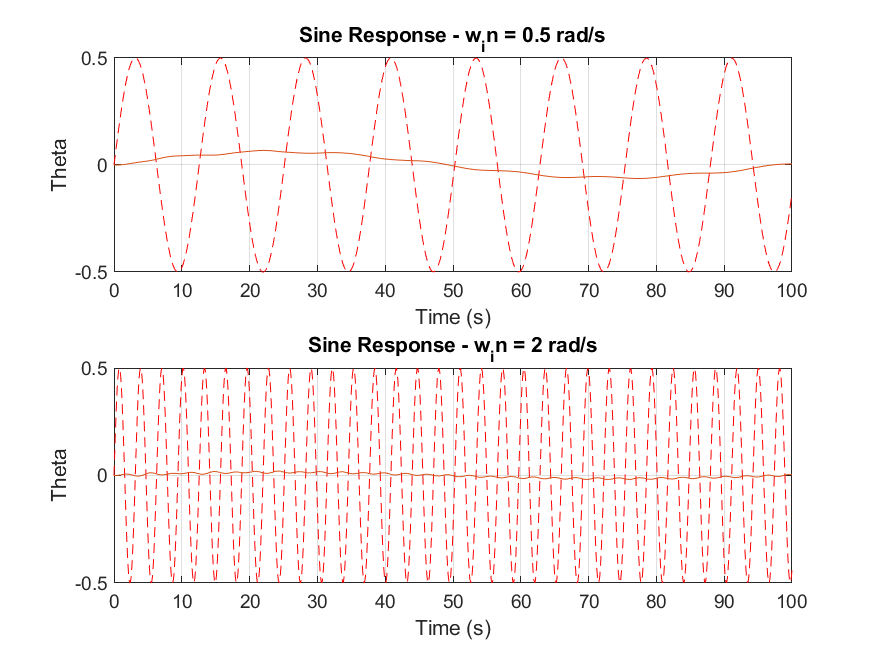 Sine Response - w_in = 0.5 rad/s
0.5
0
-0.5
Theta
0 10 20 30 40 50 60 70 80 90 100
Time (s)
Sine Response - w_in = 2 rad/s
0.5
0
-0.5
Theta
0 10 20 30 40 50 60 70 80 90 100
Time (s)